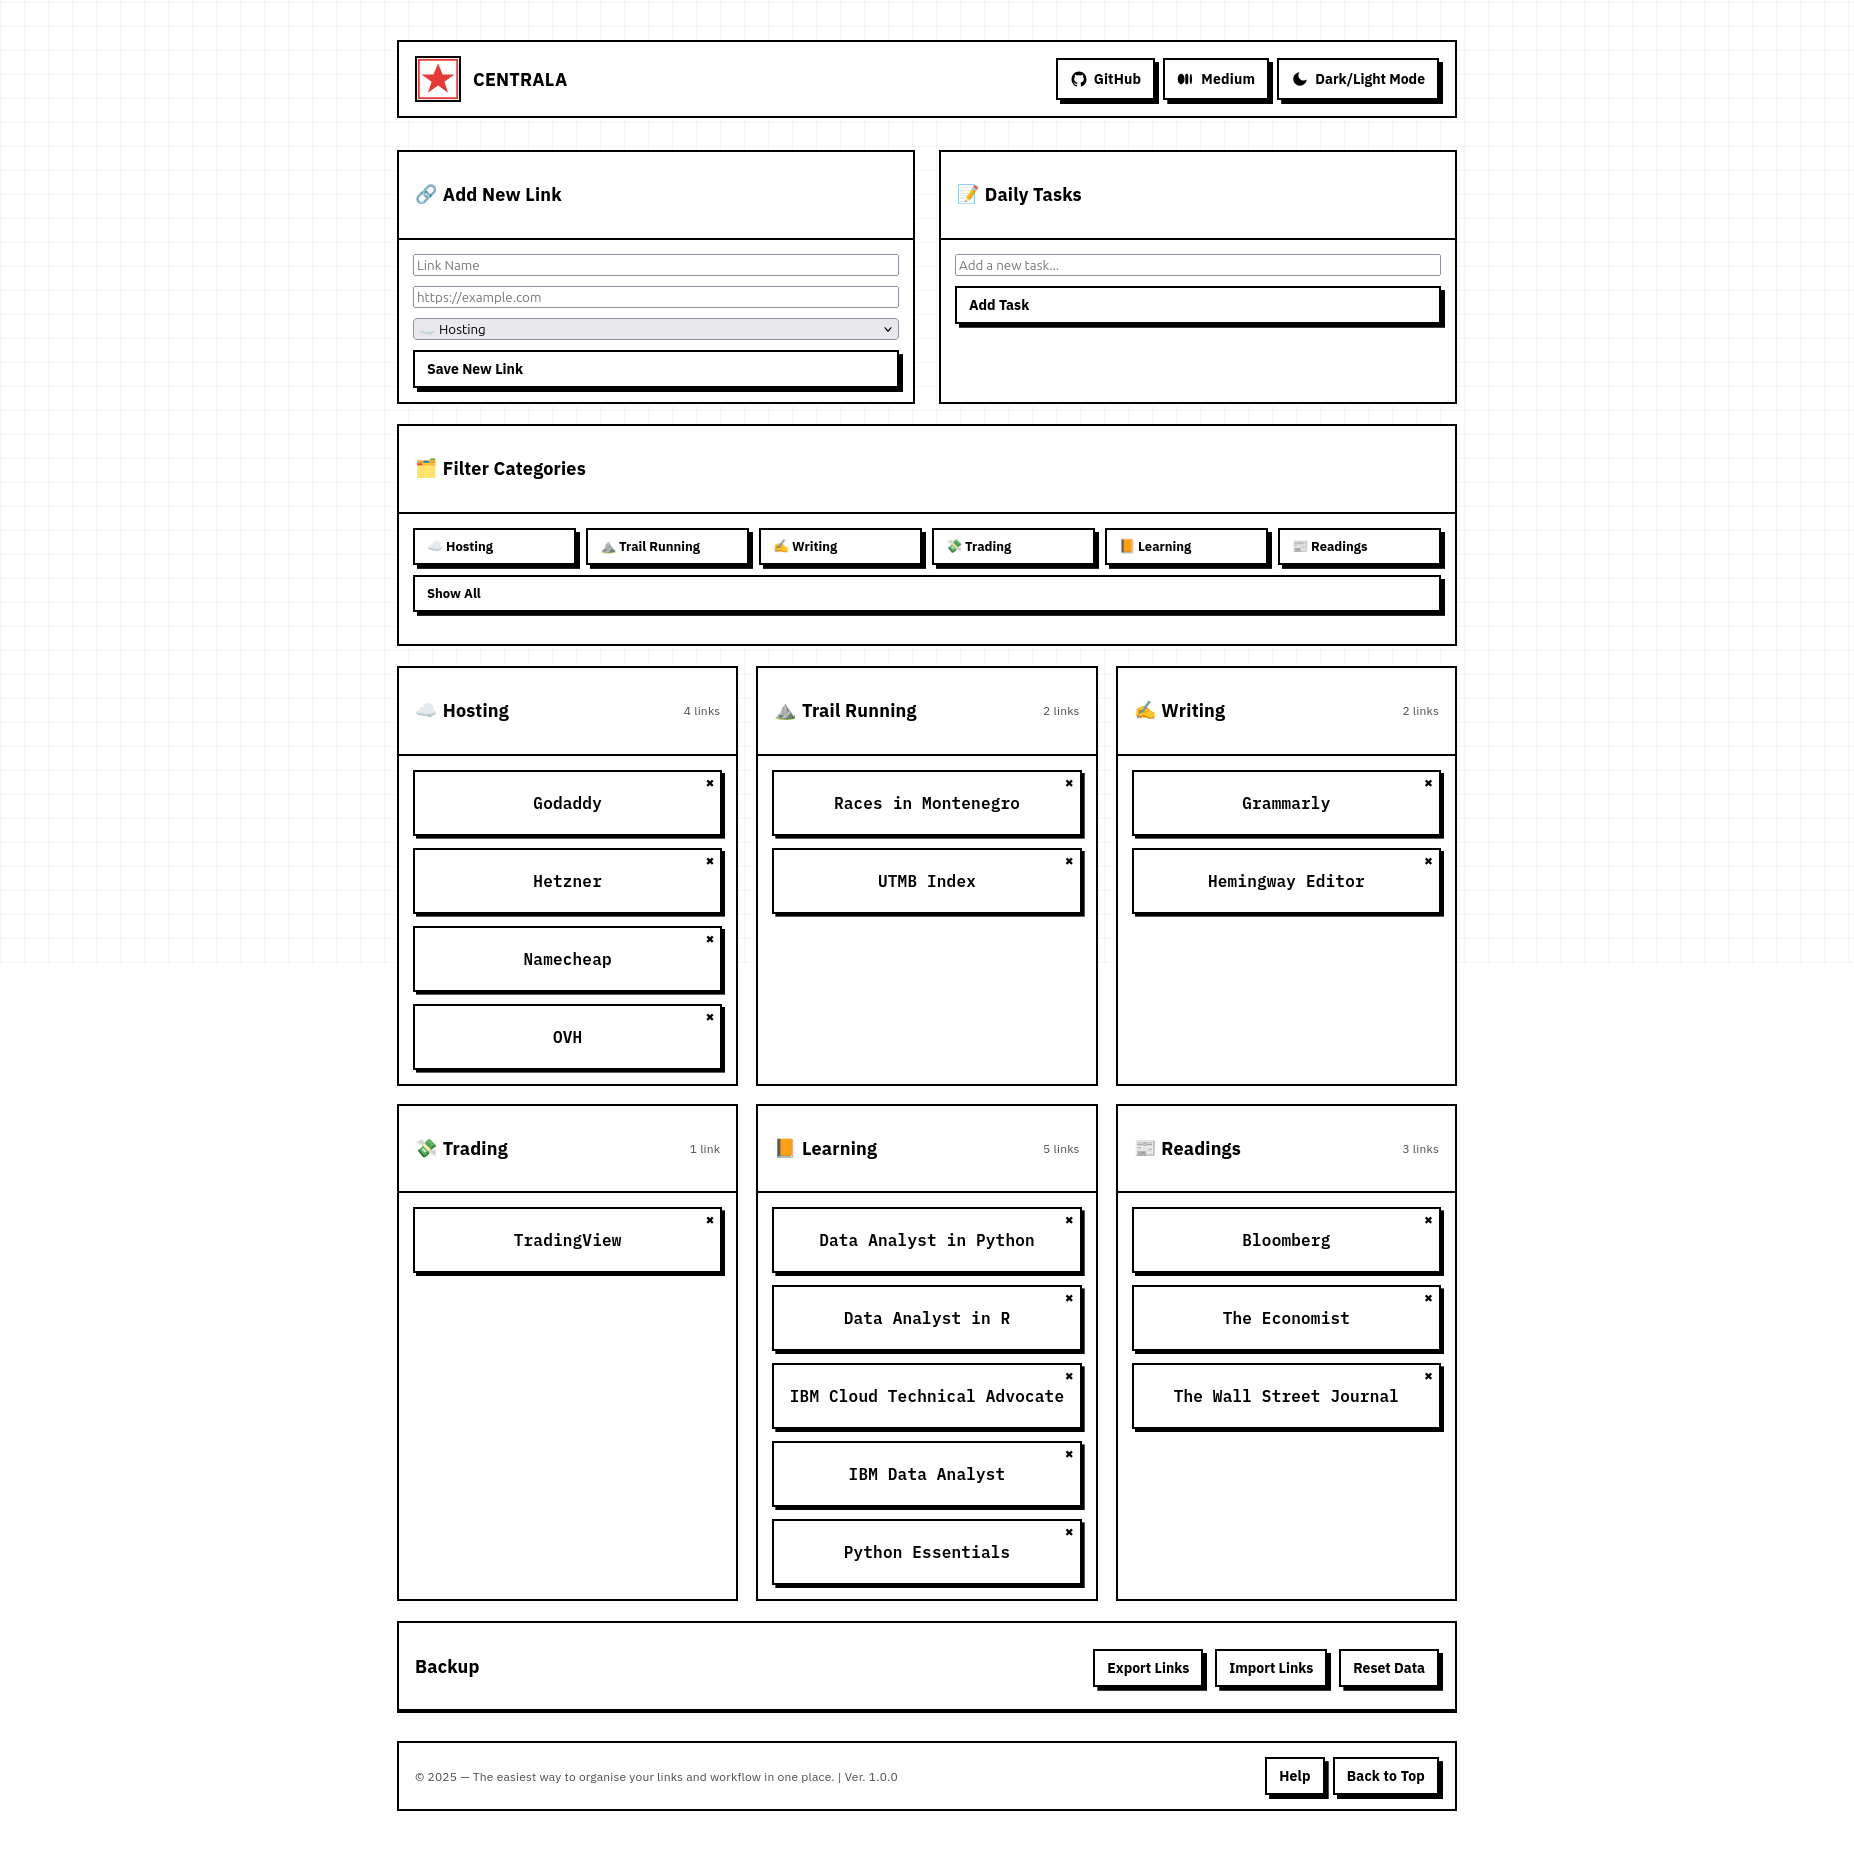 CENTRALA
GitHub
Medium
Dark/Light Mode
🔗 Add New Link
Link Name
https://example.com
☁️ Hosting
Save New Link
📝 Daily Tasks
Add a new task...
Add Task
🗂️ Filter Categories
☁️ Hosting
⛰️ Trail Running
✍️ Writing
💸 Trading
📙 Learning
📰 Readings
Show All
☁️ Hosting
4 links
Godaddy
✖
Hetzner
✖
Namecheap
✖
OVH
✖
⛰️ Trail Running
2 links
Races in Montenegro
✖
UTMB Index
✖
✍️ Writing
2 links
Grammarly
✖
Hemingway Editor
✖
💸 Trading
1 link
TradingView
✖
📙 Learning
5 links
Data Analyst in Python
✖
Data Analyst in R
✖
IBM Cloud Technical Advocate
✖
IBM Data Analyst
✖
Python Essentials
✖
📰 Readings
3 links
Bloomberg
✖
The Economist
✖
The Wall Street Journal
✖
Backup
Export Links
Import Links
Reset Data
© 2025 — The easiest way to organise your links and workflow in one place. | Ver. 1.0.0
Help
Back to Top